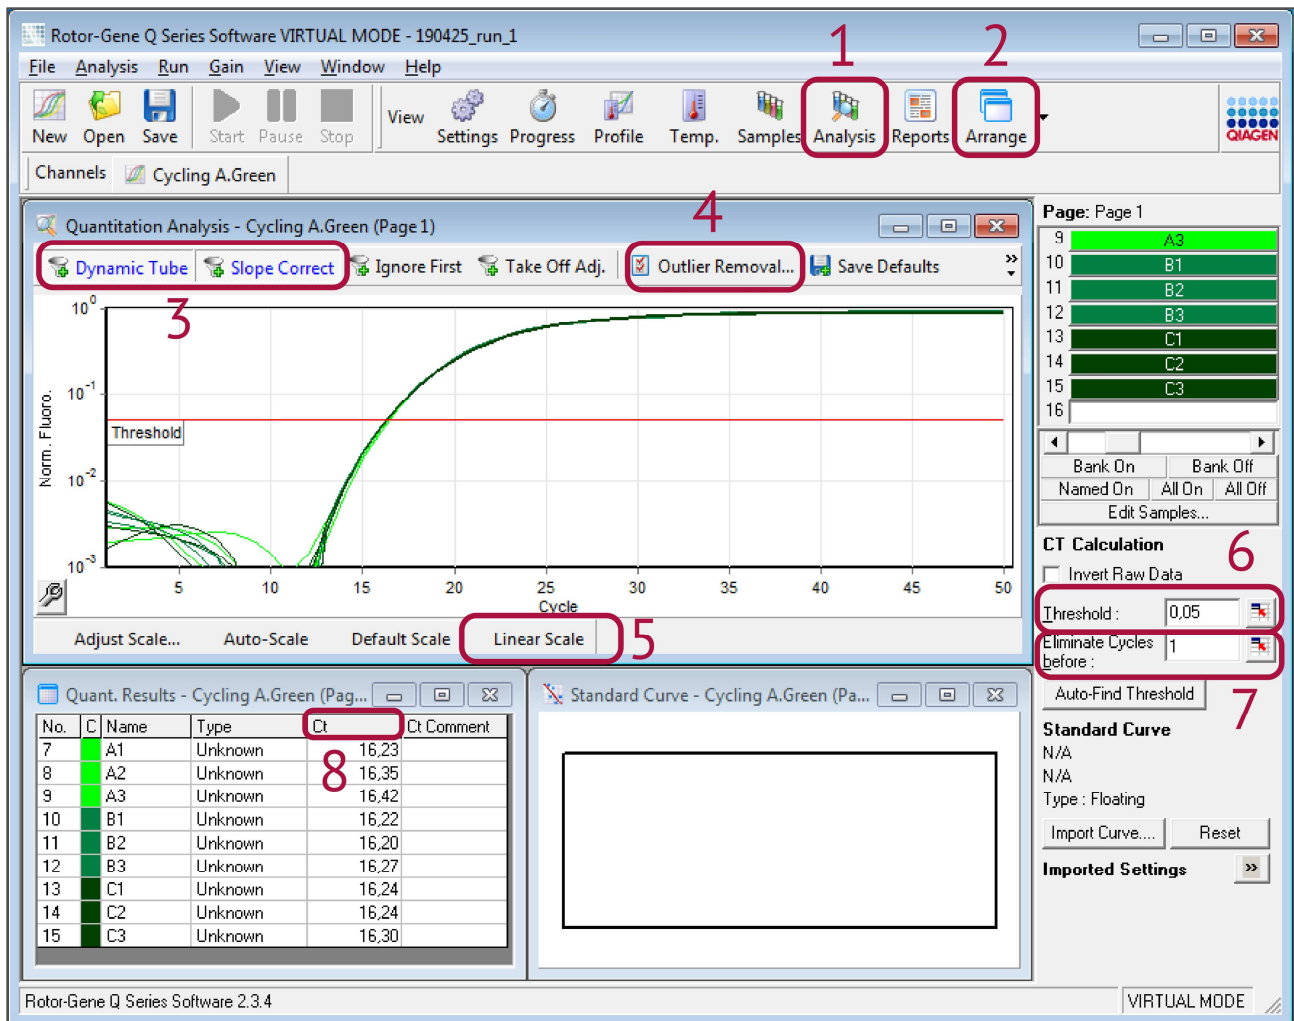 Rotor-Gene Q Series Software VIRTUAL MODE - 190425_run_1
File Analysis Run Gain View Window Help
1 2
New Open Save Start Pause Stop View Settings Progress Profile Temp. Samples Analysis Reports Arrange QIAGEN
Channels Cycling A.Green
Quantitation Analysis - Cycling A.Green (Page 1)
4
Dynamic Tube Slope Correct Ignore First Take Off Adj. Outlier Removal... Save Defaults »
3
10^0
10^-1
10^-2
10^-3
Norm. Fluoro.
Threshold
5 10 15 20 25 30 35 40 45 50
Cycle
Adjust Scale... Auto-Scale Default Scale Linear Scale
5
Page: Page 1
9 A3
10 B1
11 B2
12 B3
13 C1
14 C2
15 C3
16
Bank On Bank Off
Named On All On All Off
Edit Samples...
CT Calculation
6
Invert Raw Data
Threshold : 0,05
Eliminate Cycles
before : 1
7
Auto-Find Threshold
Standard Curve
N/A
N/A
Type : Floating
Import Curve.... Reset
Imported Settings »
Quant. Results - Cycling A.Green (Pag...
No. C Name Type Ct Ct Comment
8
7 A1 Unknown 16,23
8 A2 Unknown 16,35
9 A3 Unknown 16,42
10 B1 Unknown 16,22
11 B2 Unknown 16,20
12 B3 Unknown 16,27
13 C1 Unknown 16,24
14 C2 Unknown 16,24
15 C3 Unknown 16,30
Standard Curve - Cycling A.Green (Pa...
Rotor-Gene Q Series Software 2.3.4
VIRTUAL MODE